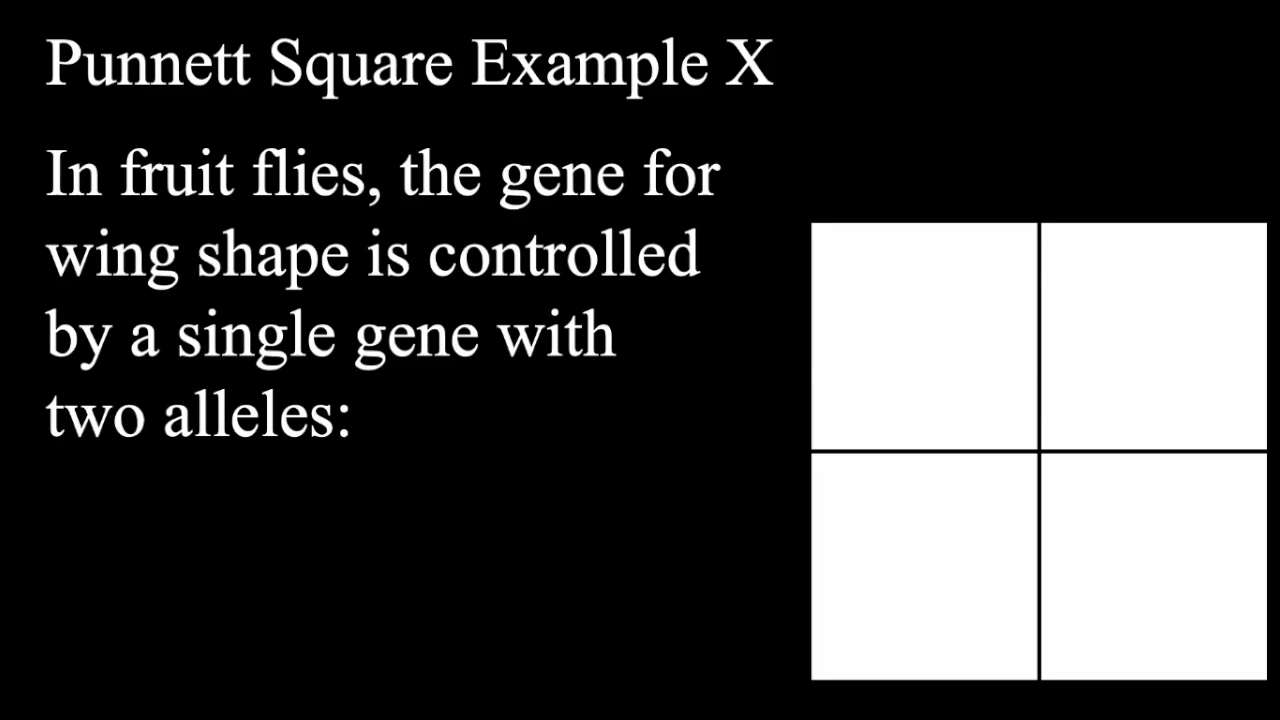 Punnett Square Example X
In fruit flies, the gene for
wing shape is controlled
by a single gene with
two alleles: